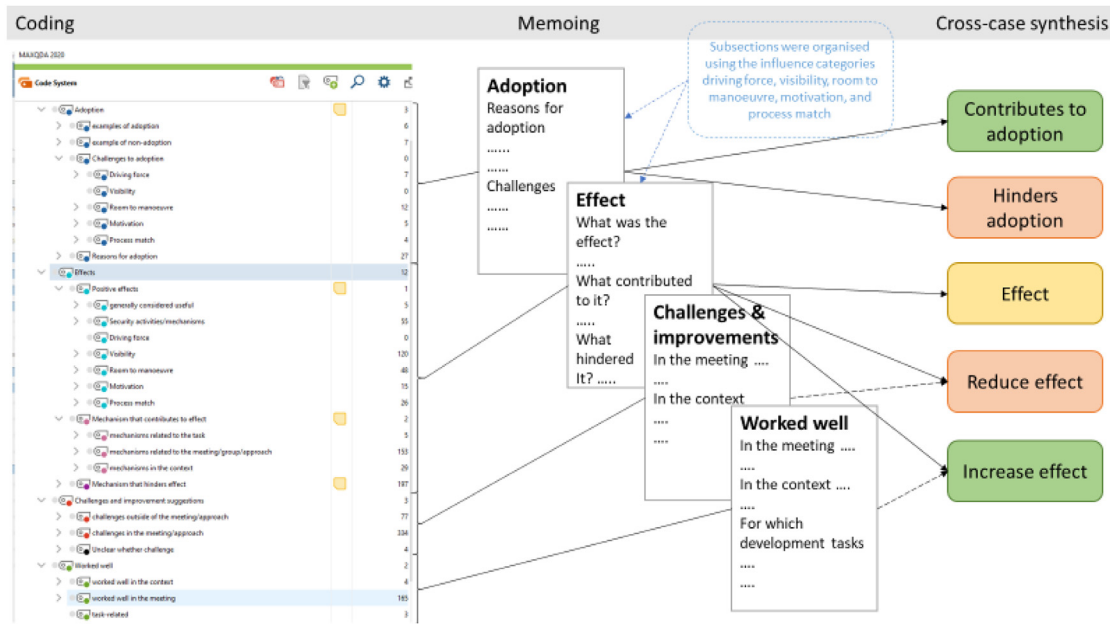 Coding
Memoing
Cross-case synthesis
MAXQDA 2020
Code System
Adoption 3
examples of adoption 6
example of non-adoption 7
Challenges to adoption 0
Driving force 7
Visibility 0
Room to manoeuvre 12
Motivation 5
Process match 4
Reasons for adoption 27
Effects 12
Positive effects 1
generally considered useful 5
Security activities/mechanisms 55
Driving force 0
Visibility 120
Room to manoeuvre 48
Motivation 15
Process match 26
Mechanism that contributes to effect 2
mechanisms related to the task 5
mechanisms related to the meeting/group/approach 153
mechanisms in the context 29
Mechanism that hinders effect 197
Challenges and improvement suggestions 3
challenges outside of the meeting/approach 77
challenges in the meeting/approach 334
Unclear whether challenge 4
Worked well 2
worked well in the context 4
worked well in the meeting 165
task-related 3
Subsections were organised
using the influence categories
driving force, visibility, room to
manoeuvre, motivation, and
process match
Adoption
Reasons for
adoption
......
......
Challenges
......
......
Effect
What was the
effect?
.....
What contributed
to it?
.....
What
hindered
It? .....
Challenges &
improvements
In the meeting ....
....
In the context
....
....
Worked well
In the meeting ....
....
In the context ....
....
For which
development tasks
....
....
Contributes to
adoption
Hinders
adoption
Effect
Reduce effect
Increase effect